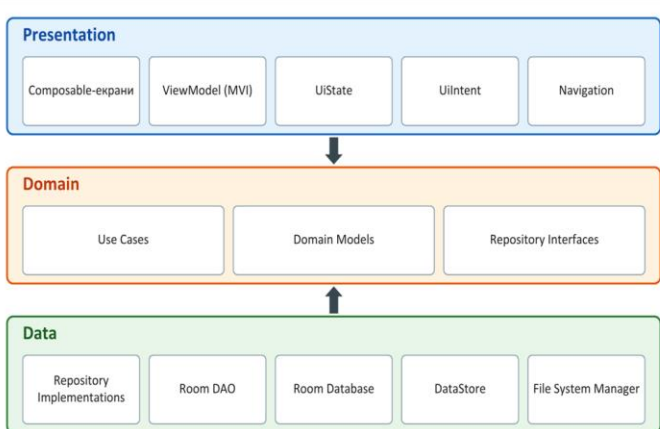 Presentation
Composable-екрани
ViewModel (MVI)
UiState
UiIntent
Navigation
Domain
Use Cases
Domain Models
Repository Interfaces
Data
Repository
Implementations
Room DAO
Room Database
DataStore
File System Manager